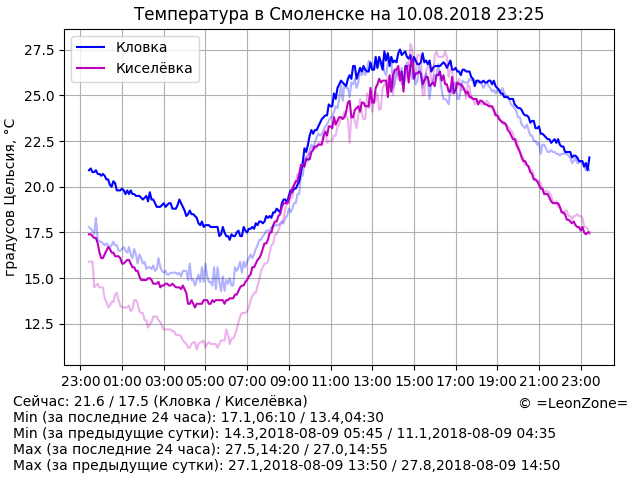 Температура в Смоленске на 10.08.2018 23:25
Кловка
Киселёвка
градусов Цельсия, °C
27.5
25.0
22.5
20.0
17.5
15.0
12.5
23:00 01:00 03:00 05:00 07:00 09:00 11:00 13:00 15:00 17:00 19:00 21:00 23:00
Сейчас: 21.6 / 17.5 (Кловка / Киселёвка)
© =LeonZone=
Min (за последние 24 часа): 17.1,06:10 / 13.4,04:30
Min (за предыдущие сутки): 14.3,2018-08-09 05:45 / 11.1,2018-08-09 04:35
Max (за последние 24 часа): 27.5,14:20 / 27.0,14:55
Max (за предыдущие сутки): 27.1,2018-08-09 13:50 / 27.8,2018-08-09 14:50